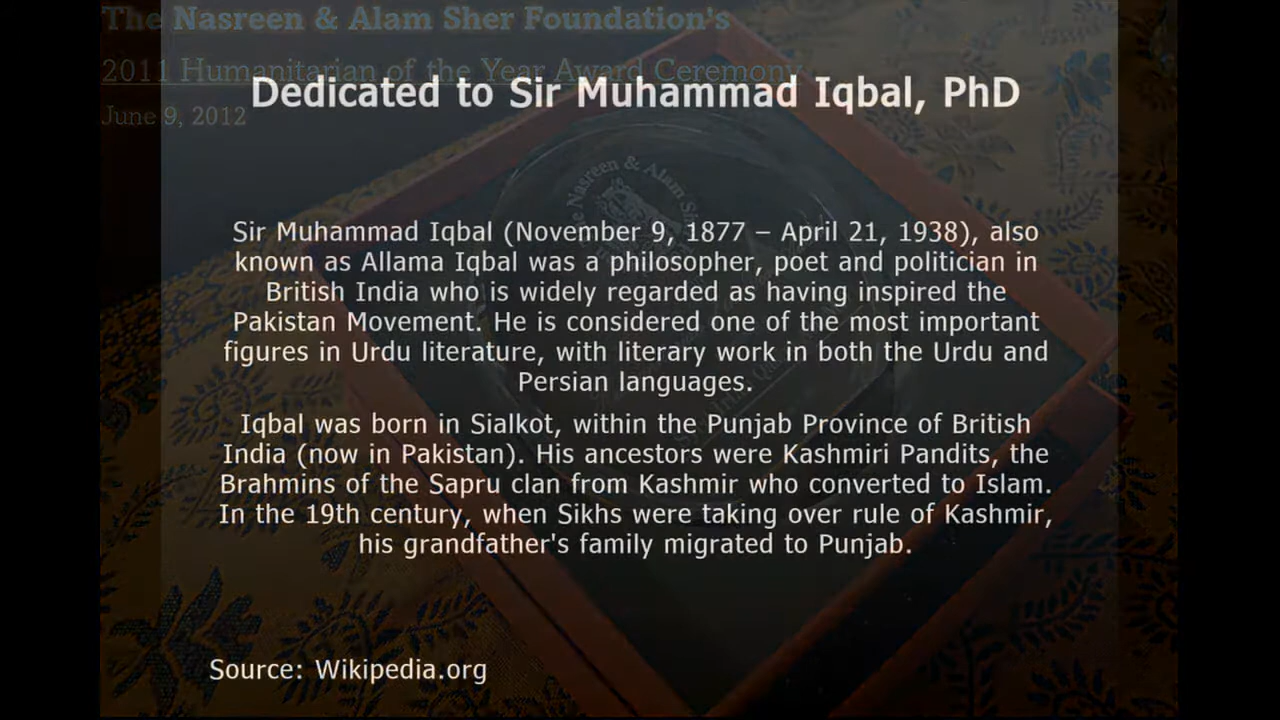 The Nasreen & Alam Sher Foundation's
2011 Humanitarian of the Year Award Ceremony
June 9, 2012
Dedicated to Sir Muhammad Iqbal, PhD
The Nasreen & Alam
Sir Muhammad Iqbal (November 9, 1877 – April 21, 1938), also
known as Allama Iqbal was a philosopher, poet and politician in
British India who is widely regarded as having inspired the
Pakistan Movement. He is considered one of the most important
figures in Urdu literature, with literary work in both the Urdu and
Persian languages.
Iqbal was born in Sialkot, within the Punjab Province of British
India (now in Pakistan). His ancestors were Kashmiri Pandits, the
Brahmins of the Sapru clan from Kashmir who converted to Islam.
In the 19th century, when Sikhs were taking over rule of Kashmir,
his grandfather's family migrated to Punjab.
Source: Wikipedia.org